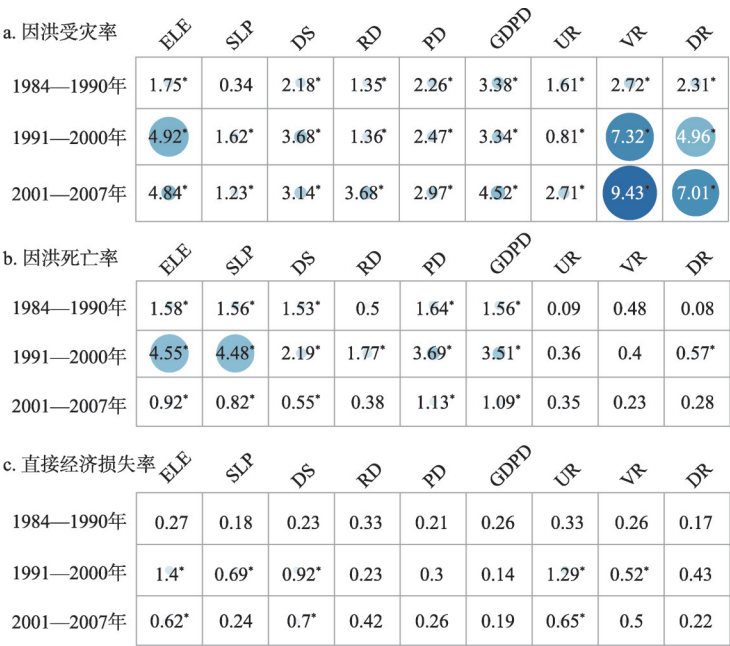 a. 因洪受灾率 ELE SLP DS RD PD GDPD UR VR DR
1984—1990年 1.75* 0.34 2.18* 1.35* 2.26* 3.38* 1.61* 2.72* 2.31*
1991—2000年 4.92* 1.62* 3.68* 1.36* 2.47* 3.34* 0.81* 7.32* 4.96*
2001—2007年 4.84* 1.23* 3.14* 3.68* 2.97* 4.52* 2.71* 9.43* 7.01*
b. 因洪死亡率 ELE SLP DS RD PD GDPD UR VR DR
1984—1990年 1.58* 1.56* 1.53* 0.5 1.64* 1.56* 0.09 0.48 0.08
1991—2000年 4.55* 4.48* 2.19* 1.77* 3.69* 3.51* 0.36 0.4 0.57*
2001—2007年 0.92* 0.82* 0.55* 0.38 1.13* 1.09* 0.35 0.23 0.28
c. 直接经济损失率 ELE SLP DS RD PD GDPD UR VR DR
1984—1990年 0.27 0.18 0.23 0.33 0.21 0.26 0.33 0.26 0.17
1991—2000年 1.4* 0.69* 0.92* 0.23 0.3 0.14 1.29* 0.52* 0.43
2001—2007年 0.62* 0.24 0.7* 0.42 0.26 0.19 0.65* 0.5 0.22